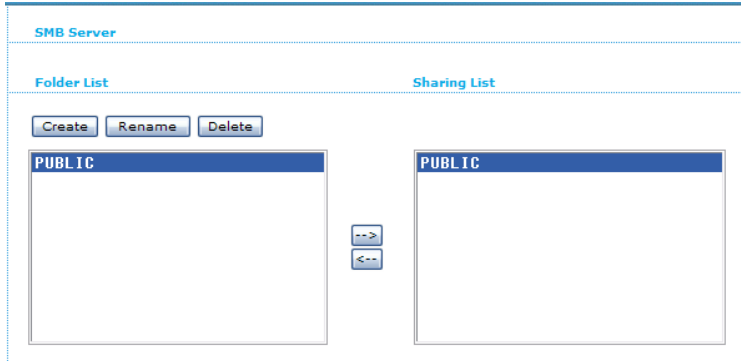 SMB Server
Folder List
Sharing List
Create Rename Delete
PUBLIC
PUBLIC
-->
<--